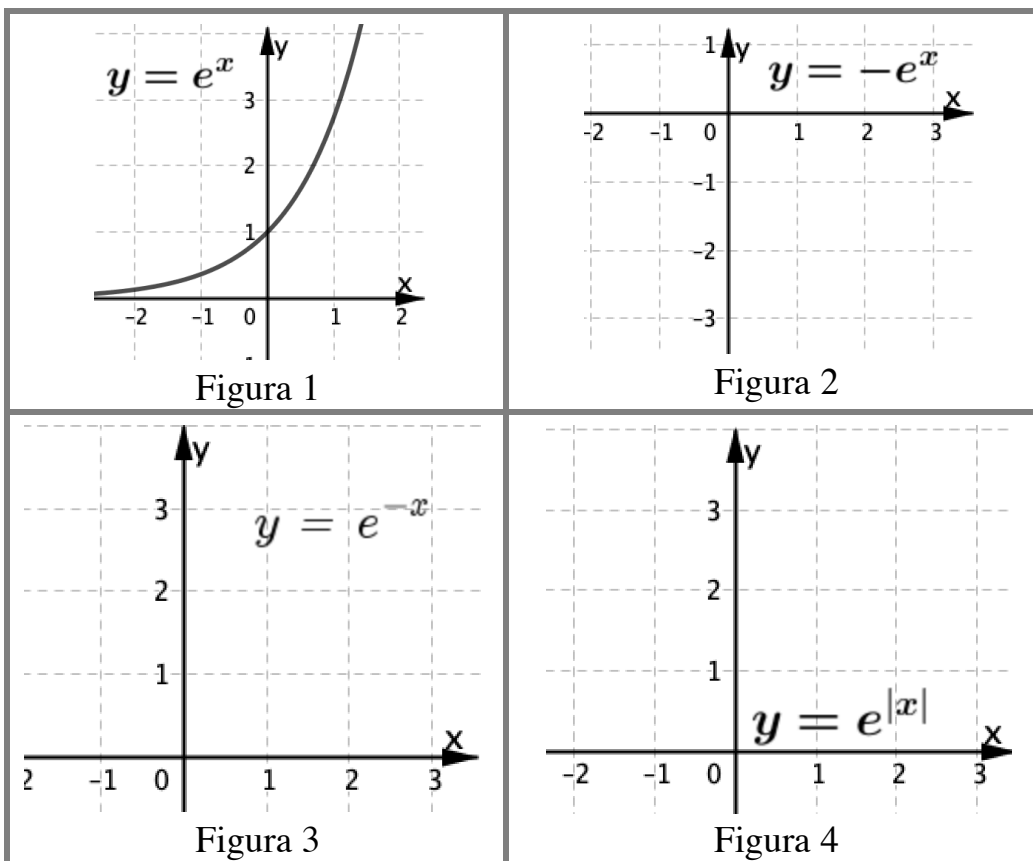 y
y = e^x
3
2
1
x
-2 -1 0 1 2
Figura 1
1 y
y = -e^x
x
-2 -1 0 1 2 3
-1
-2
-3
Figura 2
y
3
y = e^{-x}
2
1
x
2 -1 0 1 2 3
Figura 3
y
3
2
1
y = e^{|x|}
x
-2 -1 0 1 2 3
Figura 4